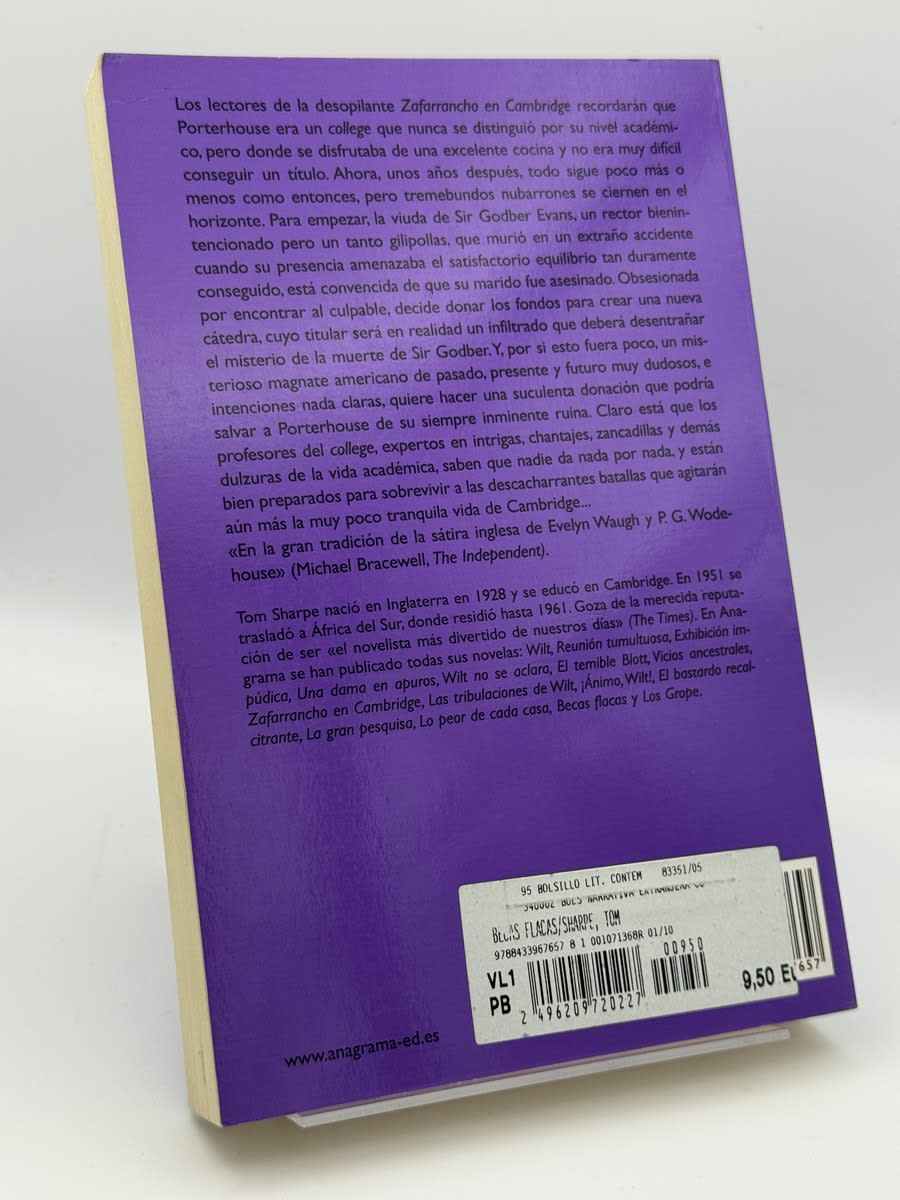 Los lectores de la desopilante Zafarrancho en Cambridge recordarán que
Porterhouse era un college que nunca se distinguió por su nivel académi-
co, pero donde se disfrutaba de una excelente cocina y no era muy difícil
conseguir un título. Ahora, unos años después, todo sigue poco más o
menos como entonces, pero tremebundos nubarrones se ciernen en el
horizonte. Para empezar, la viuda de Sir Godber Evans, un rector bienin-
tencionado pero un tanto gilipollas, que murió en un extraño accidente
cuando su presencia amenazaba el satisfactorio equilibrio tan duramente
conseguido, está convencida de que su marido fue asesinado. Obsesionada
por encontrar al culpable, decide donar los fondos para crear una nueva
cátedra, cuyo titular será en realidad un infiltrado que deberá desentrañar
el misterio de la muerte de Sir Godber. Y, por si esto fuera poco, un mis-
terioso magnate americano de pasado, presente y futuro muy dudosos, e
intenciones nada claras, quiere hacer una suculenta donación que podría
salvar a Porterhouse de su siempre inminente ruina. Claro está que los
profesores del college, expertos en intrigas, chantajes, zancadillas y demás
dulzuras de la vida académica, saben que nadie da nada por nada, y están
bien preparados para sobrevivir a las descacharrantes batallas que agitarán
aún más la muy poco tranquila vida de Cambridge...
«En la gran tradición de la sátira inglesa de Evelyn Waugh y P. G. Wode-
house» (Michael Bracewell, The Independent).
Tom Sharpe nació en Inglaterra en 1928 y se educó en Cambridge. En 1951 se
trasladó a África del Sur, donde residió hasta 1961. Goza de la merecida reputa-
ción de ser «el novelista más divertido de nuestros días» (The Times). En Ana-
grama se han publicado todas sus novelas: Wilt, Reunión tumultuosa, Exhibición im-
púdica, Una dama en apuros, Wilt no se aclara, El temible Blott, Vicios ancestrales,
Zafarrancho en Cambridge, Las tribulaciones de Wilt, ¡Ánimo, Wilt!, El bastardo recal-
citrante, La gran pesquisa, Lo peor de cada casa, Becas flacas y Los Grope.
95 BOLSILLO LIT. CONTEM 83351/05
340002 BOLS NARRATIVA EXTRANJERA
BECAS FLACAS/SHARPE, TOM
9788433967657 8 1 001071368R 01/10
00950
VL1
PB
9,50
2 496209 720227
657
www.anagrama-ed.es